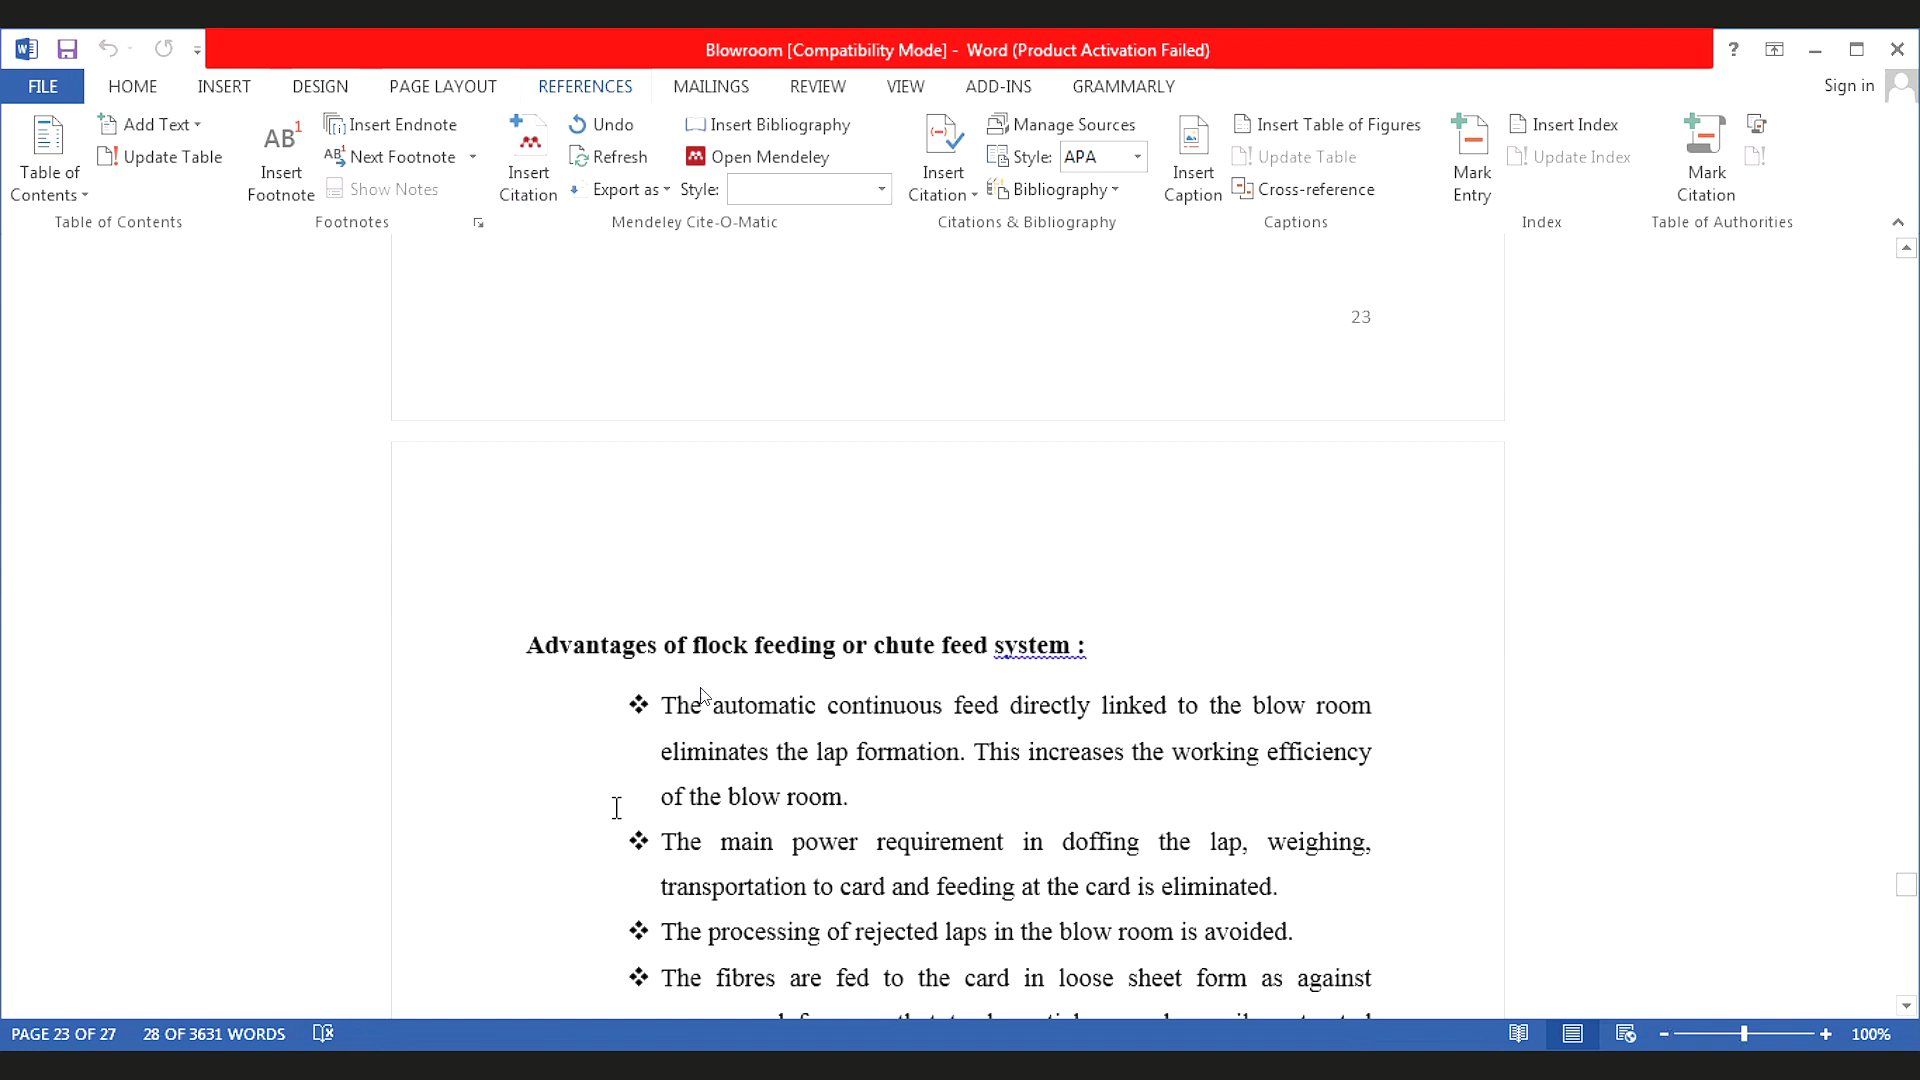 Blowroom [Compatibility Mode] - Word (Product Activation Failed)
?
FILE HOME INSERT DESIGN PAGE LAYOUT REFERENCES MAILINGS REVIEW VIEW ADD-INS GRAMMARLY Sign in
Table of Contents
Add Text
Update Table
Table of Contents
AB1
Insert Footnote
Insert Endnote
Next Footnote
Show Notes
Footnotes
Insert Citation
Undo
Refresh
Export as
Insert Bibliography
Open Mendeley
Style:
Mendeley Cite-O-Matic
Insert Citation
Manage Sources
Style: APA
Bibliography
Citations & Bibliography
Insert Caption
Insert Table of Figures
Update Table
Cross-reference
Captions
Mark Entry
Insert Index
Update Index
Index
Mark Citation
Table of Authorities
23
Advantages of flock feeding or chute feed system :
❖ The automatic continuous feed directly linked to the blow room
eliminates the lap formation. This increases the working efficiency
of the blow room.
❖ The main power requirement in doffing the lap, weighing,
transportation to card and feeding at the card is eliminated.
❖ The processing of rejected laps in the blow room is avoided.
❖ The fibres are fed to the card in loose sheet form as against
PAGE 23 OF 27 28 OF 3631 WORDS 100%